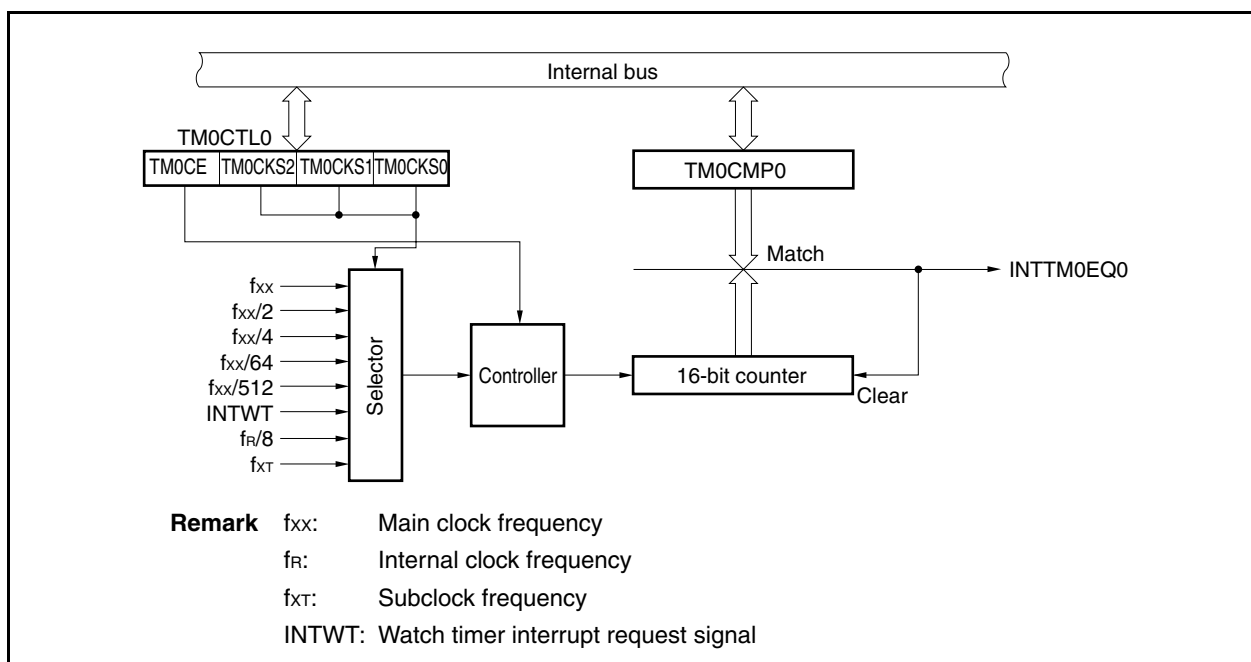 Internal bus
TM0CTL0
TM0CE TM0CKS2 TM0CKS1 TM0CKS0
TM0CMP0
Match
INTTM0EQ0
fXX
fXX/2
fXX/4
fXX/64
fXX/512
INTWT
fR/8
fXT
Selector
Controller
16-bit counter
Clear
Remark fXX: Main clock frequency
fR: Internal clock frequency
fXT: Subclock frequency
INTWT: Watch timer interrupt request signal